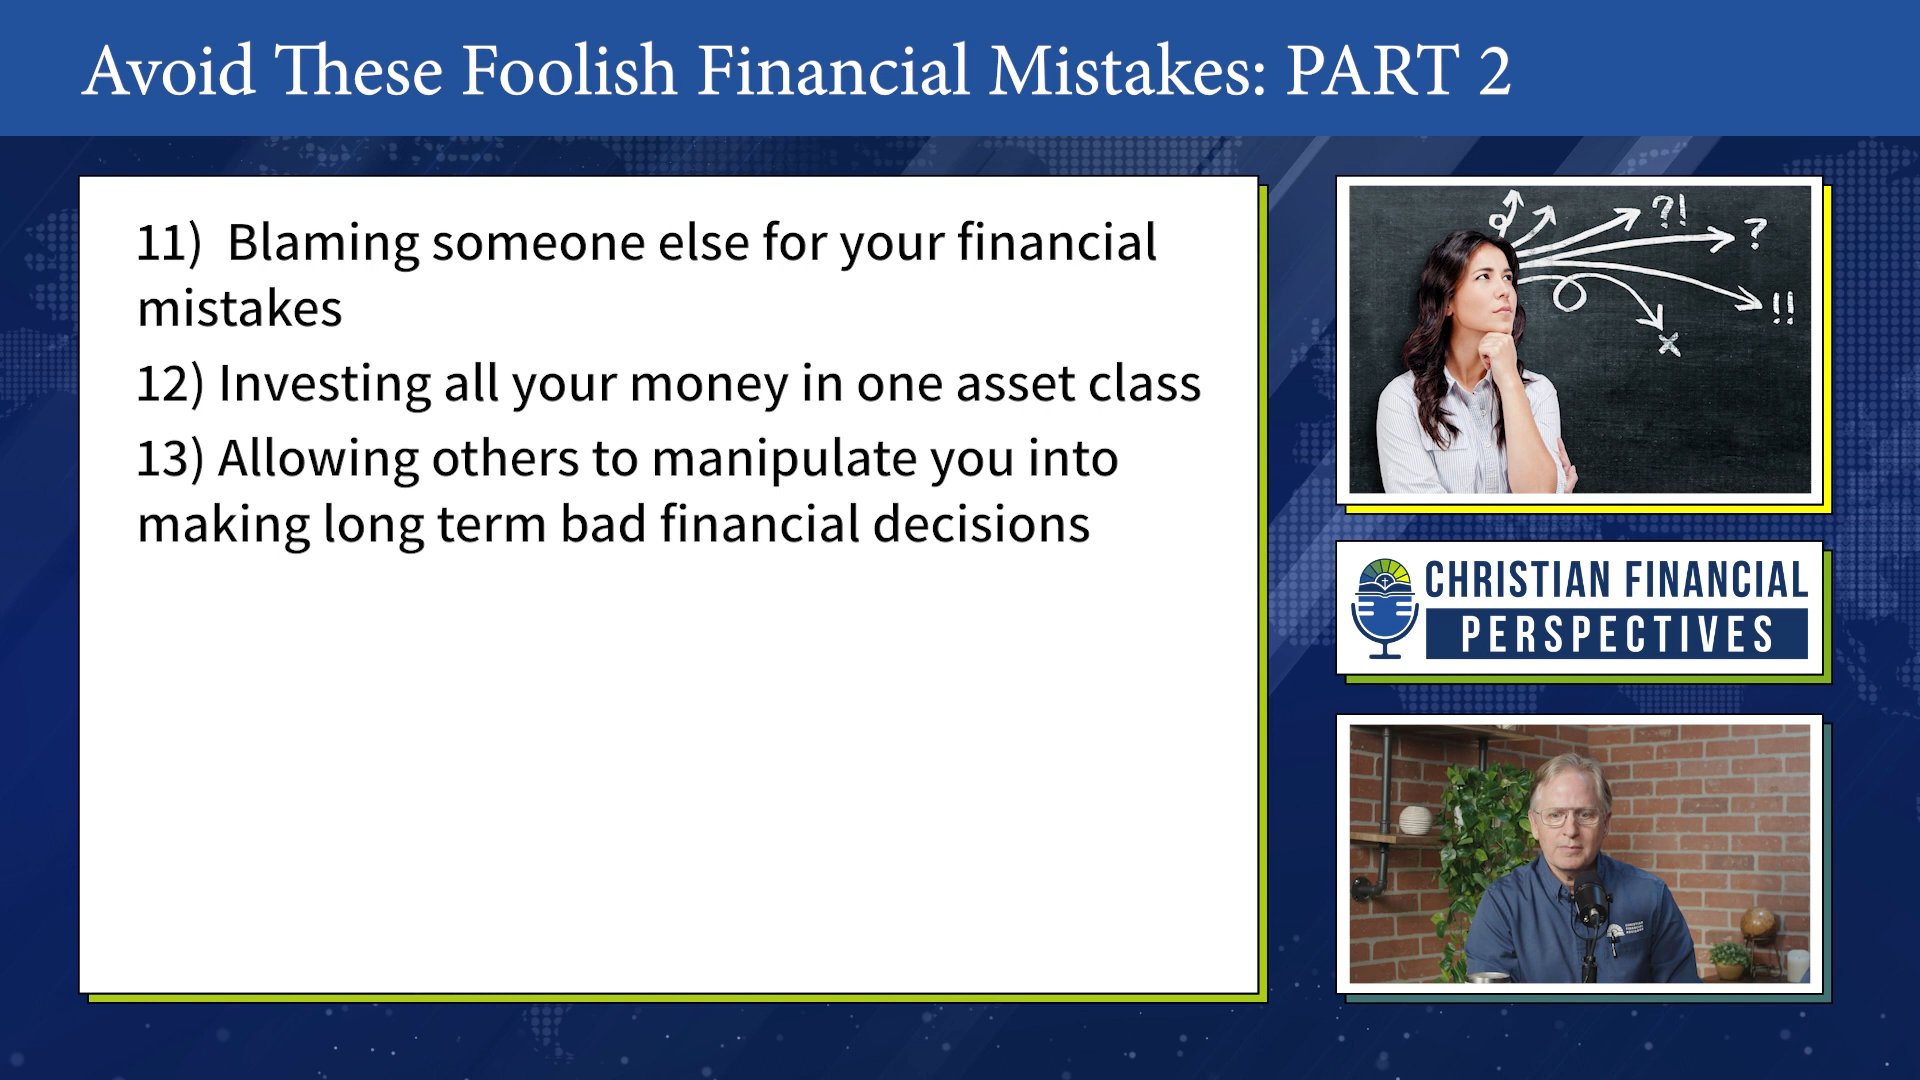 Avoid These Foolish Financial Mistakes: PART 2
11)  Blaming someone else for your financial
mistakes
12) Investing all your money in one asset class
13) Allowing others to manipulate you into
making long term bad financial decisions
?!
?
!!
x
CHRISTIAN FINANCIAL
PERSPECTIVES